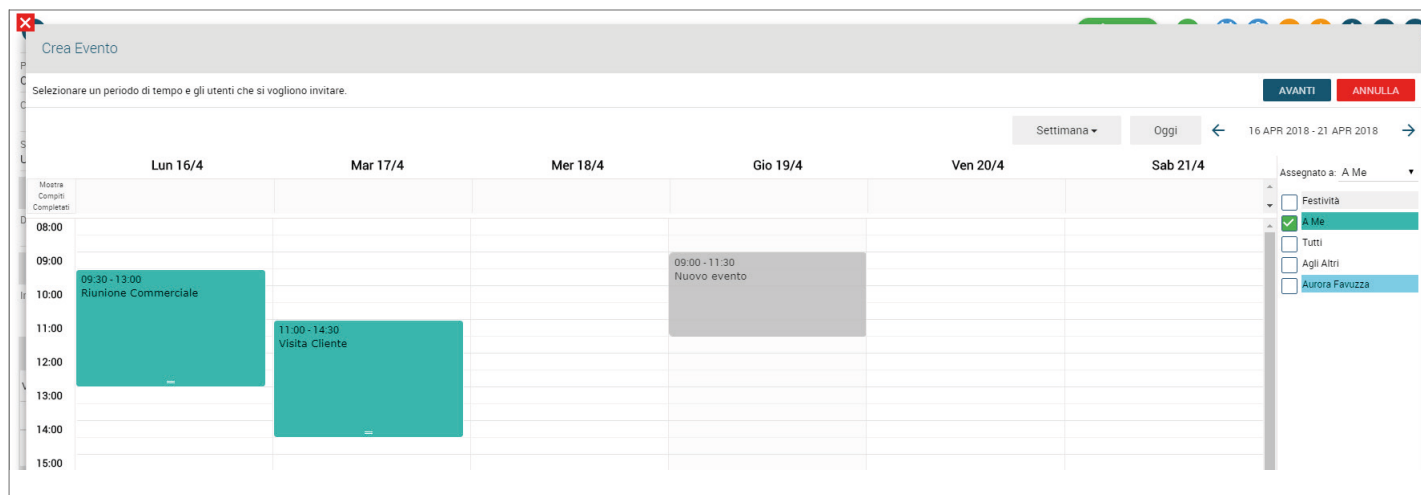 Crea Evento
Selezionare un periodo di tempo e gli utenti che si vogliono invitare.
AVANTI
ANNULLA
Settimana
Oggi
16 APR 2018 - 21 APR 2018
Lun 16/4
Mar 17/4
Mer 18/4
Gio 19/4
Ven 20/4
Sab 21/4
Assegnato a: A Me
Mostra
Compiti
Completati
Festività
A Me
Tutti
Agli Altri
Aurora Favuzza
08:00
09:00
09:00 - 11:30
Nuovo evento
09:30 - 13:00
Riunione Commerciale
10:00
11:00
11:00 - 14:30
Visita Cliente
12:00
13:00
14:00
15:00